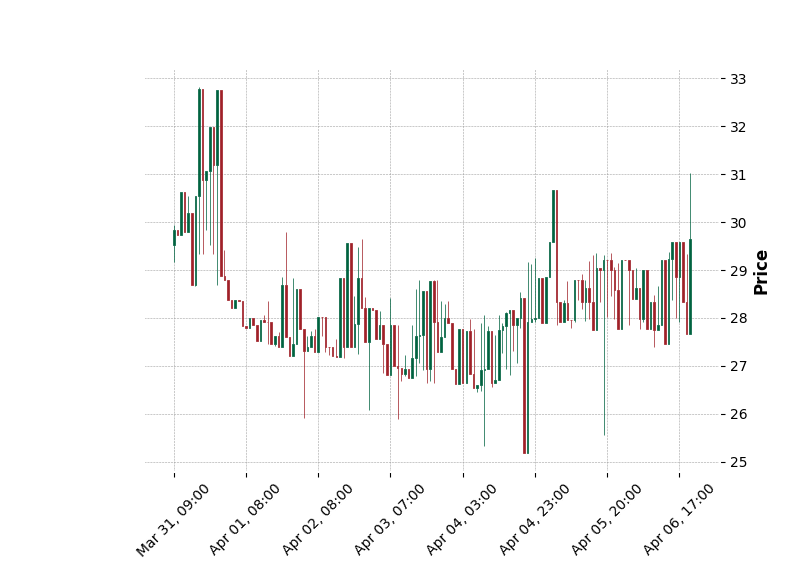 33
32
31
30
29
28
27
26
25
Price
Mar 31, 09:00
Apr 01, 08:00
Apr 02, 08:00
Apr 03, 07:00
Apr 04, 03:00
Apr 04, 23:00
Apr 05, 20:00
Apr 06, 17:00